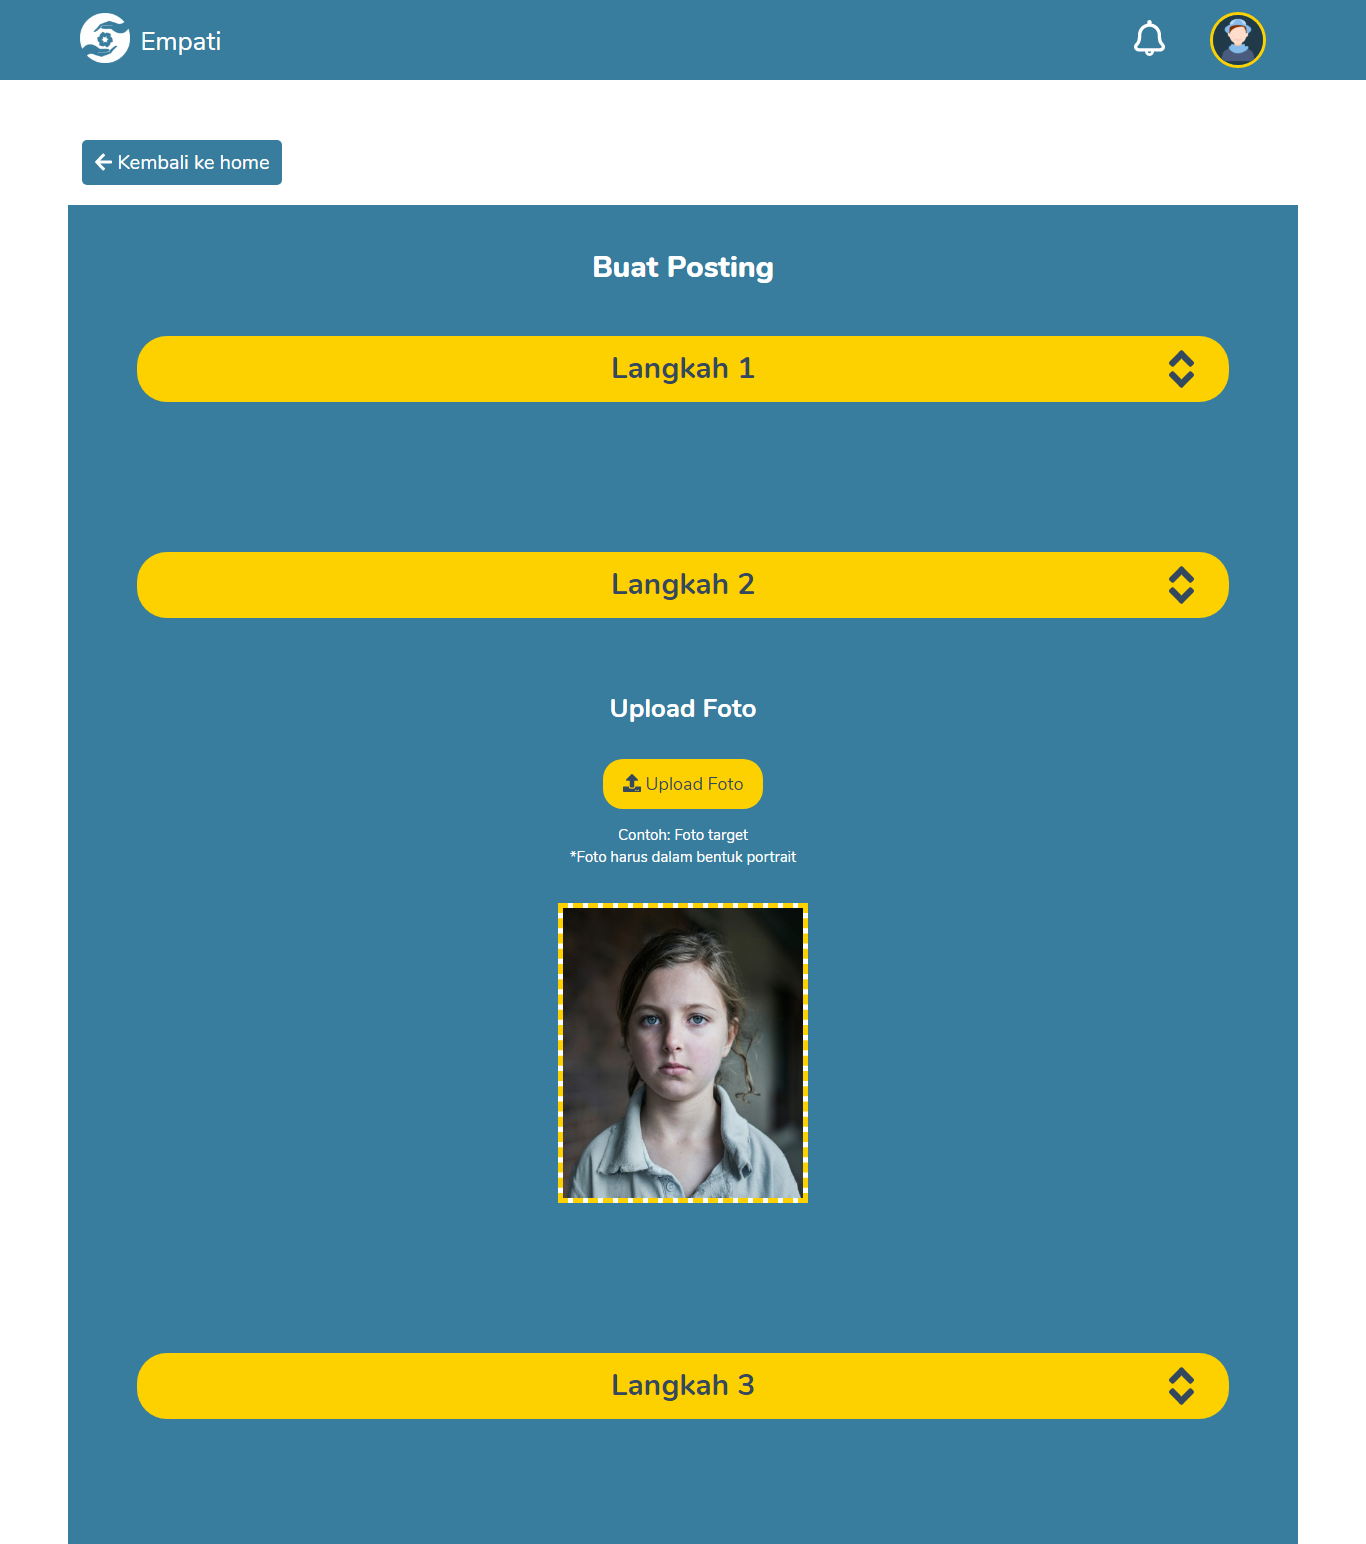 Empati
Kembali ke home
Buat Posting
Langkah 1
Langkah 2
Upload Foto
Upload Foto
Contoh: Foto target
*Foto harus dalam bentuk portrait
Langkah 3